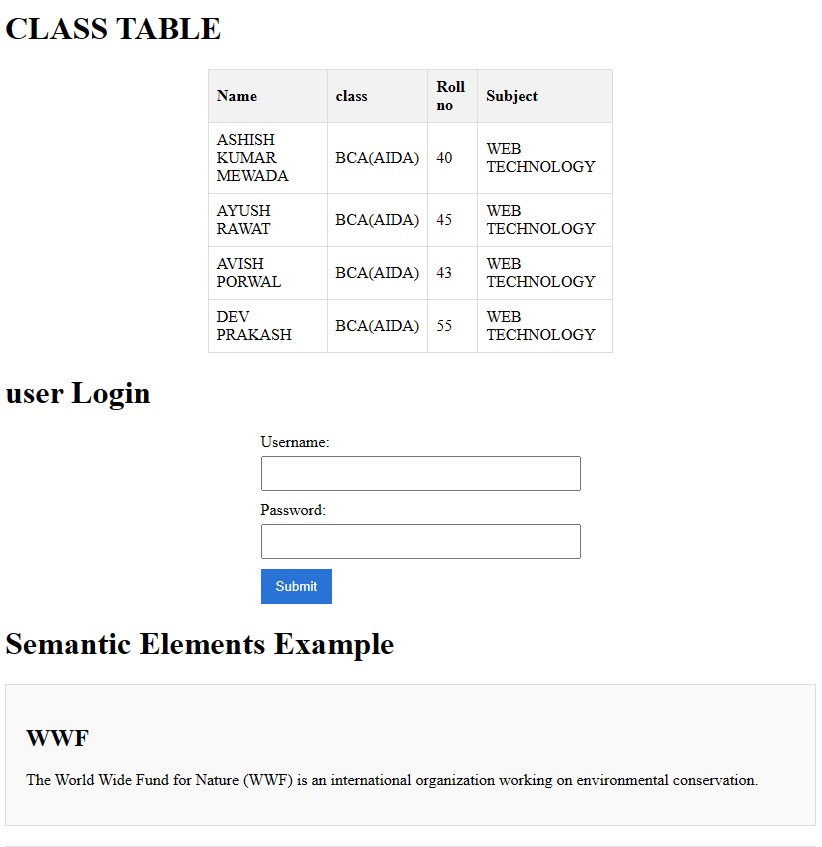 CLASS TABLE
Name class Roll no Subject
ASHISH KUMAR MEWADA BCA(AIDA) 40 WEB TECHNOLOGY
AYUSH RAWAT BCA(AIDA) 45 WEB TECHNOLOGY
AVISH PORWAL BCA(AIDA) 43 WEB TECHNOLOGY
DEV PRAKASH BCA(AIDA) 55 WEB TECHNOLOGY
user Login
Username:
Password:
Submit
Semantic Elements Example
WWF
The World Wide Fund for Nature (WWF) is an international organization working on environmental conservation.